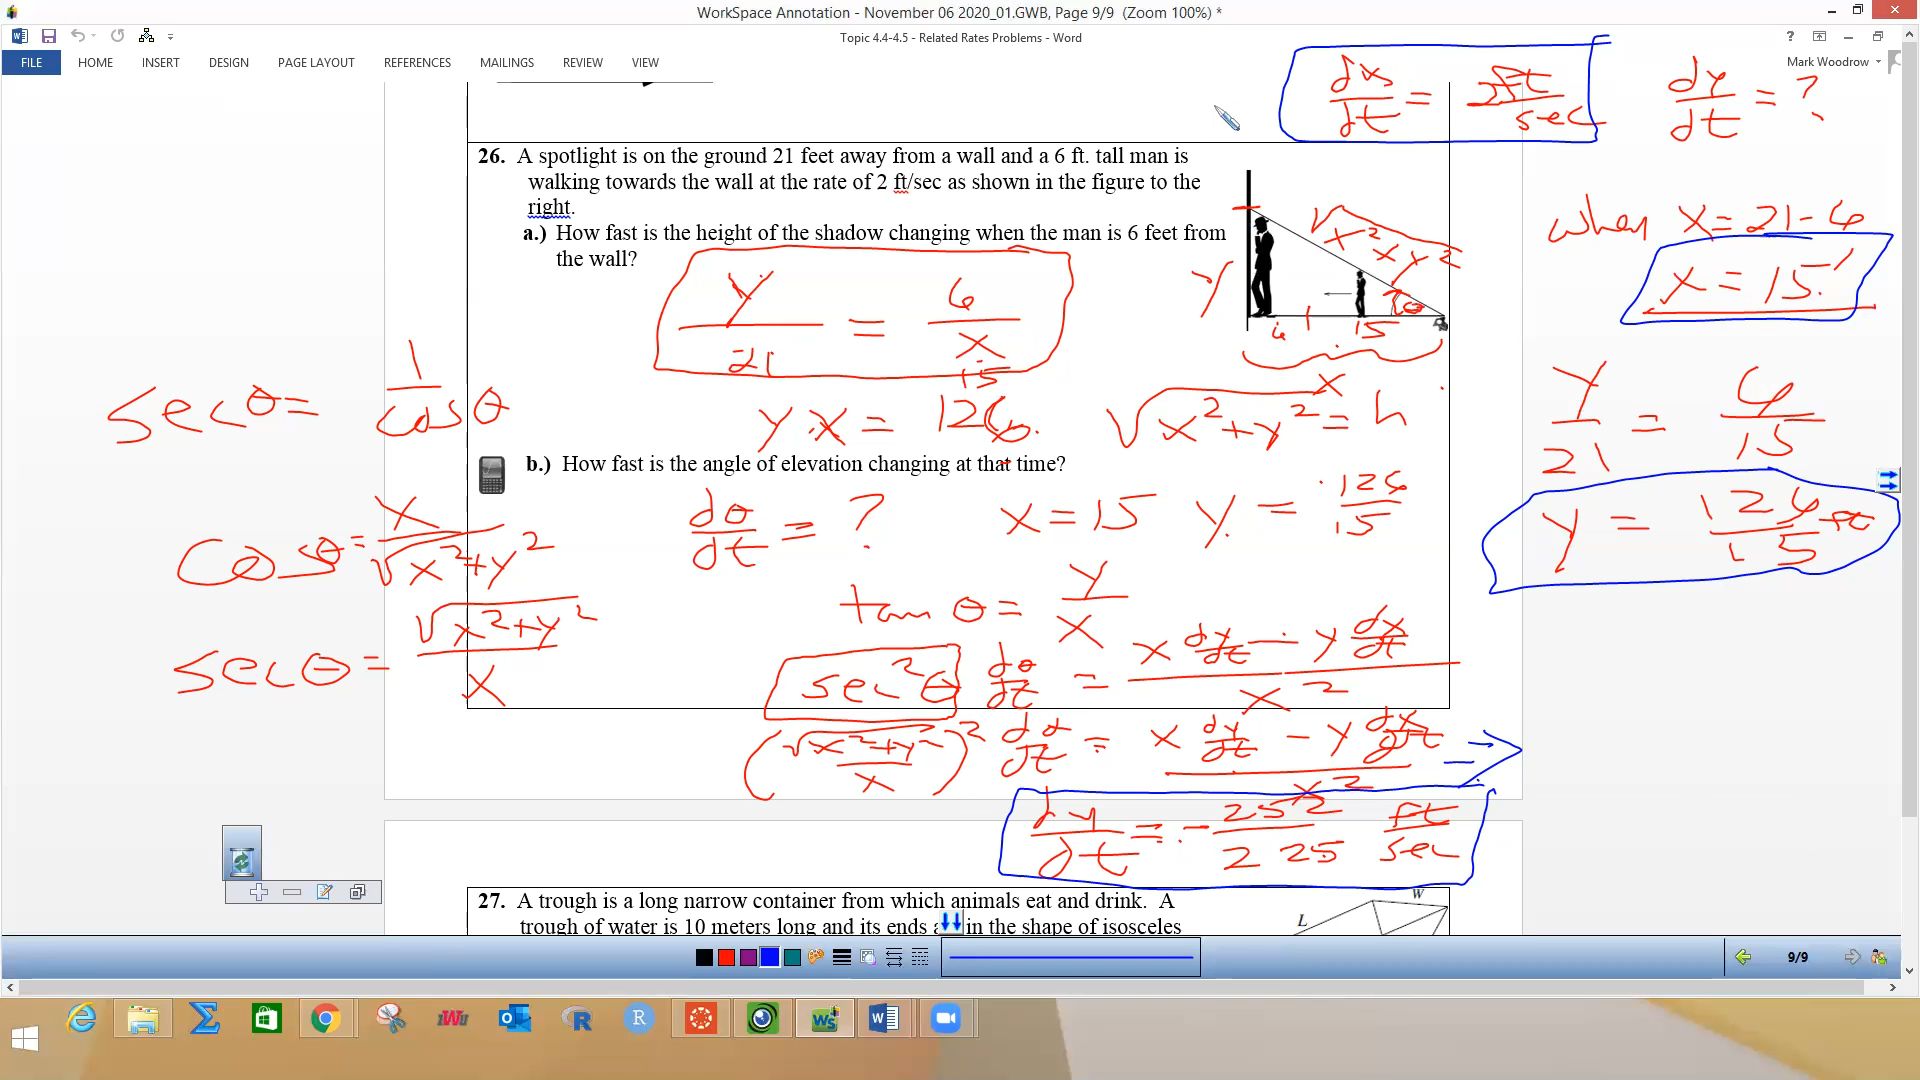 WorkSpace Annotation - November 06 2020_01.GWB, Page 9/9 (Zoom 100%) *
Topic 4.4-4.5 - Related Rates Problems - Word
FILE HOME INSERT DESIGN PAGE LAYOUT REFERENCES MAILINGS REVIEW VIEW
Mark Woodrow
dx/dt = 2 ft/sec
dy/dt = ?
26. A spotlight is on the ground 21 feet away from a wall and a 6 ft. tall man is
walking towards the wall at the rate of 2 ft/sec as shown in the figure to the
right.
a.) How fast is the height of the shadow changing when the man is 6 feet from
the wall?
when x = 21 - 6
x = 15'
y/21 = 6/x
15
y
√x² + y²
θ
6 15
x
y · x = 126.
√x² + y² = h
y/21 = 6/15
y = 126/15 ft
sec θ = 1/cos θ
b.) How fast is the angle of elevation changing at that time?
dθ/dt = ?
x = 15 y = 126/15
cos θ = x/√x² + y²
tan θ = y/x
sec θ = √x² + y²/x
sec² θ dθ/dt = x dy/dt - y dx/dt / x²
(√x² + y²/x)² dθ/dt = x dy/dt - y dx/dt / x²
dy/dt = - 252/225 ft/sec
27. A trough is a long narrow container from which animals eat and drink. A
trough of water is 10 meters long and its ends in the shape of isosceles
W
L
9/9